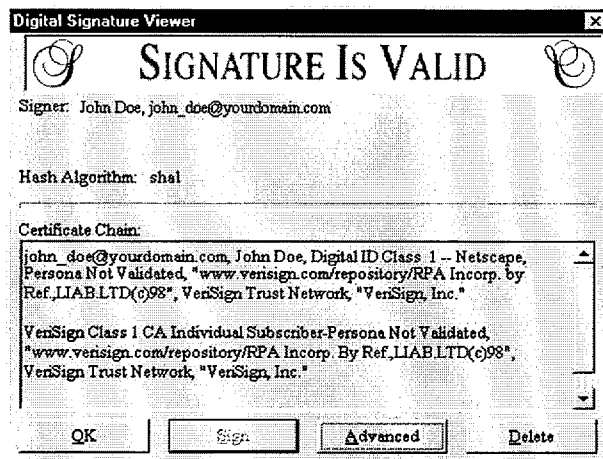 Digital Signature Viewer
SIGNATURE IS VALID
Signer: John Doe, john_doe@yourdomain.com
Hash Algorithm: sha1
Certificate Chain:
john_doe@yourdomain.com, John Doe, Digital ID Class 1 -- Netscape,
Persona Not Validated, "www.verisign.com/repository/RPA Incorp. by
Ref.,LIAB.LTD(c)98", VeriSign Trust Network, "VeriSign, Inc."
VeriSign Class 1 CA Individual Subscriber-Persona Not Validated,
"www.verisign.com/repository/RPA Incorp. By Ref.,LIAB.LTD(c)98",
VeriSign Trust Network, "VeriSign, Inc."
OK Sign Advanced Delete